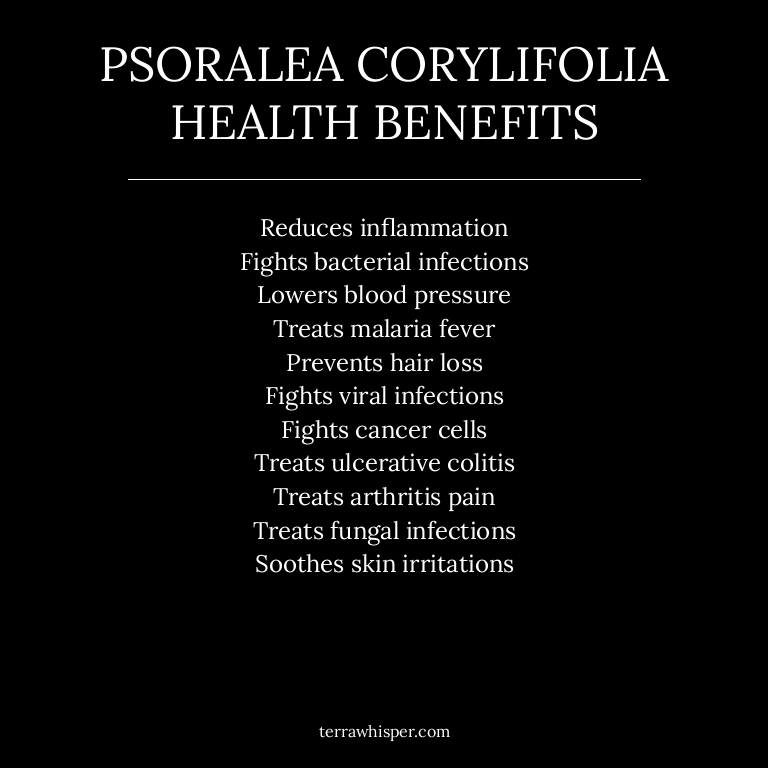 PSORALEA CORYLIFOLIA
HEALTH BENEFITS
Reduces inflammation
Fights bacterial infections
Lowers blood pressure
Treats malaria fever
Prevents hair loss
Fights viral infections
Fights cancer cells
Treats ulcerative colitis
Treats arthritis pain
Treats fungal infections
Soothes skin irritations
terrawhisper.com